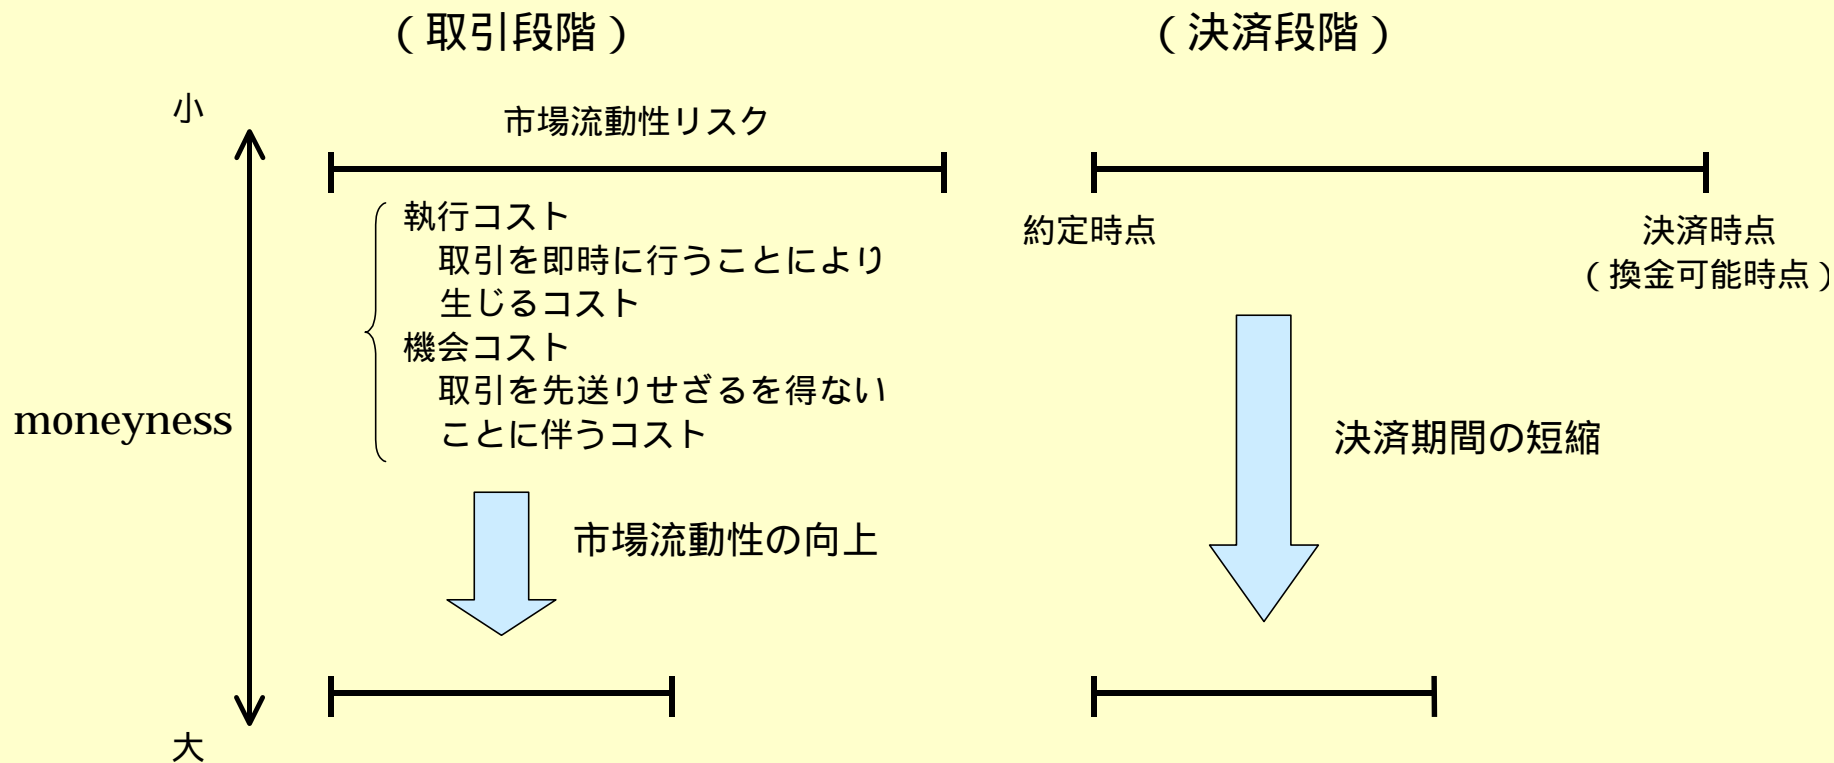 （取引段階）
（決済段階）
小
市場流動性リスク
執行コスト
取引を即時に行うことにより
生じるコスト
機会コスト
取引を先送りせざるを得ない
ことに伴うコスト
約定時点
決済時点
（換金可能時点）
moneyness
決済期間の短縮
市場流動性の向上
大